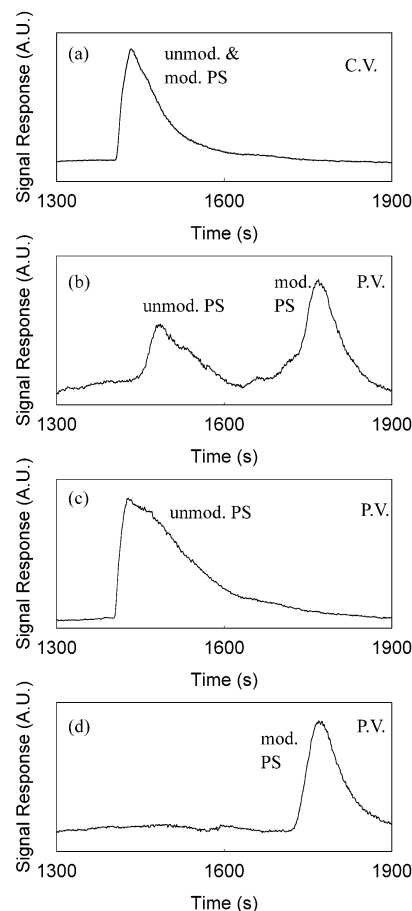 Signal Response (A.U.)
(a)
unmod. &
mod. PS
C.V.
1300
1600
1900
Time (s)
Signal Response (A.U.)
(b)
unmod. PS
mod.
PS
P.V.
1300
1600
1900
Time (s)
Signal Response (A.U.)
(c)
unmod. PS
P.V.
1300
1600
1900
Time (s)
Signal Response (A.U.)
(d)
mod.
PS
P.V.
1300
1600
1900
Time (s)